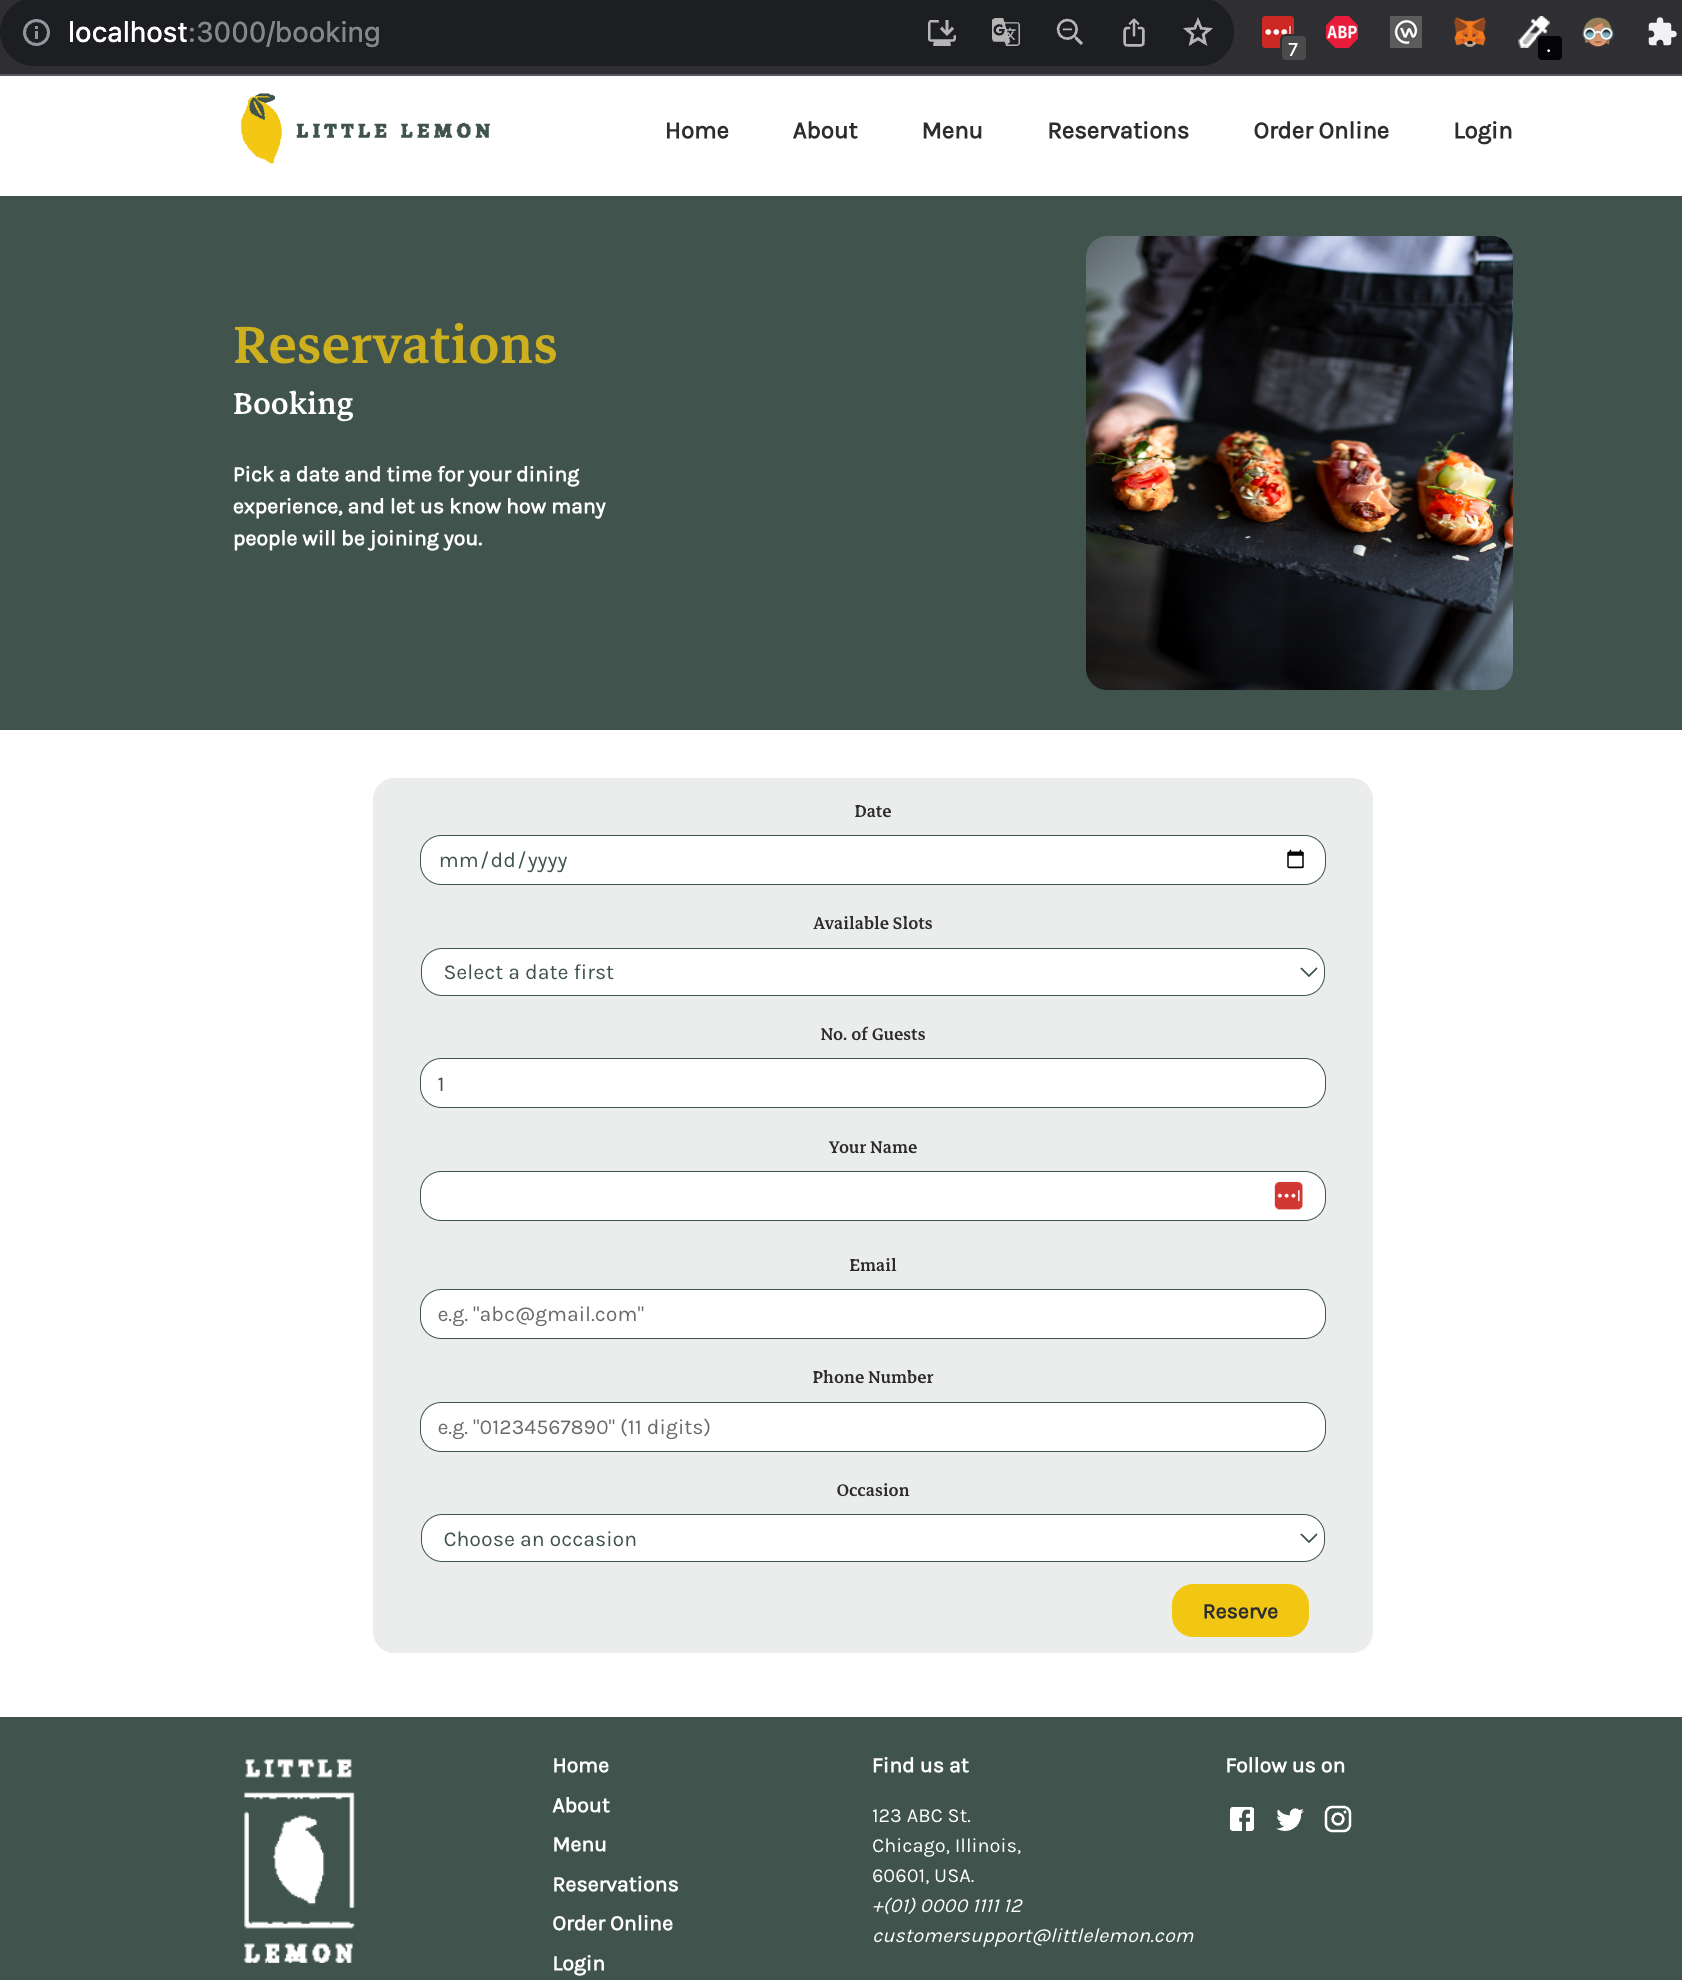 localhost:3000/booking
7
ABP
LITTLE LEMON
Home
About
Menu
Reservations
Order Online
Login
Reservations
Booking
Pick a date and time for your dining
experience, and let us know how many
people will be joining you.
Date
mm/dd/yyyy
Available Slots
Select a date first
No. of Guests
1
Your Name
Email
e.g. "abc@gmail.com"
Phone Number
e.g. "01234567890" (11 digits)
Occasion
Choose an occasion
Reserve
LITTLE
LEMON
Home
About
Menu
Reservations
Order Online
Login
Find us at
123 ABC St.
Chicago, Illinois,
60601, USA.
+(01) 0000 1111 12
customersupport@littlelemon.com
Follow us on